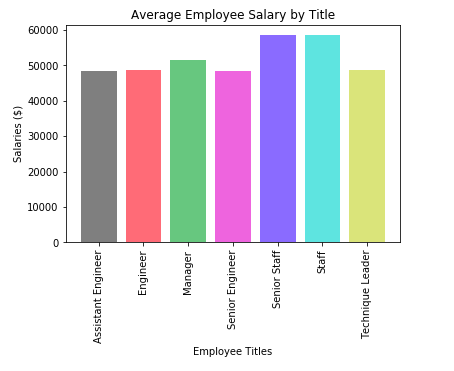 Average Employee Salary by Title
60000
50000
40000
30000
20000
10000
0
Salaries ($)
Assistant Engineer
Engineer
Manager
Senior Engineer
Senior Staff
Staff
Technique Leader
Employee Titles